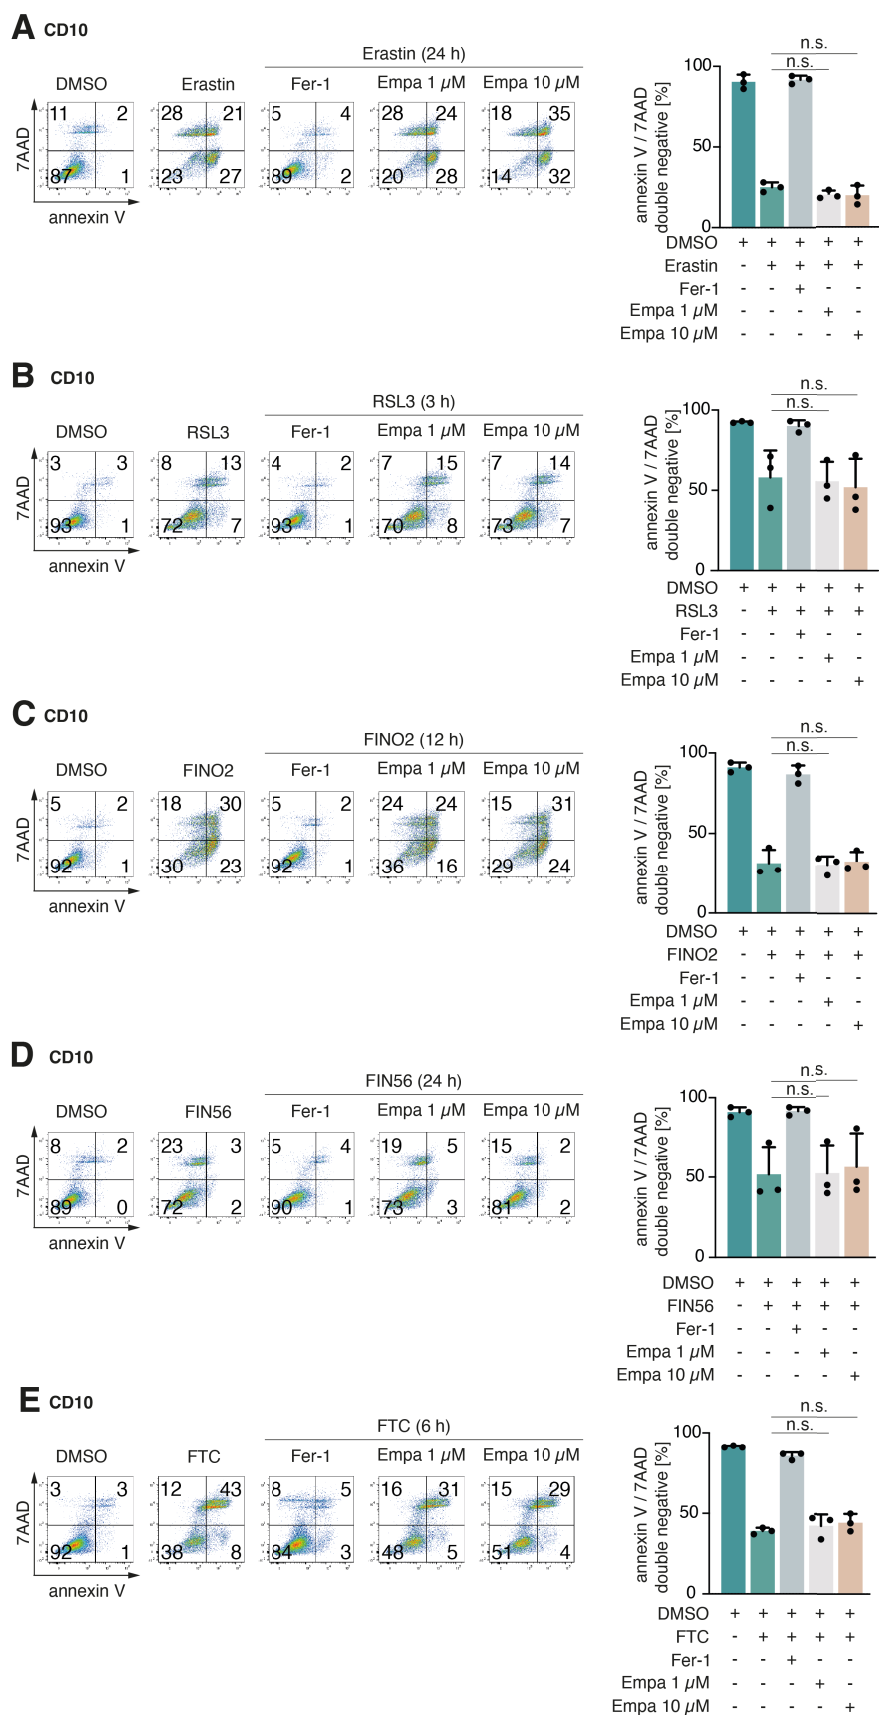 A CD10
Erastin (24 h)
DMSO Erastin Fer-1 Empa 1 µM Empa 10 µM
7AAD
11 2 28 21 5 4 28 24 18 35
87 1 23 27 89 2 20 28 14 32
annexin V
n.s.
n.s.
annexin V / 7AAD
double negative [%]
100
50
0
DMSO + + + + +
Erastin - + + + +
Fer-1 - - + - -
Empa 1 µM - - - + -
Empa 10 µM - - - - +
B CD10
RSL3 (3 h)
DMSO RSL3 Fer-1 Empa 1 µM Empa 10 µM
7AAD
3 3 8 13 4 2 7 15 7 14
93 1 72 7 93 1 70 8 73 7
annexin V
n.s.
n.s.
annexin V / 7AAD
double negative [%]
100
50
0
DMSO + + + + +
RSL3 - + + + +
Fer-1 - - + - -
Empa 1 µM - - - + -
Empa 10 µM - - - - +
C CD10
FINO2 (12 h)
DMSO FINO2 Fer-1 Empa 1 µM Empa 10 µM
7AAD
5 2 18 30 5 2 24 24 15 31
92 1 30 23 92 1 36 16 29 24
annexin V
n.s.
n.s.
annexin V / 7AAD
double negative [%]
100
50
0
DMSO + + + + +
FINO2 - + + + +
Fer-1 - - + - -
Empa 1 µM - - - + -
Empa 10 µM - - - - +
D CD10
FIN56 (24 h)
DMSO FIN56 Fer-1 Empa 1 µM Empa 10 µM
7AAD
8 2 23 3 5 4 19 5 15 2
89 0 72 2 90 1 73 3 81 2
annexin V
n.s.
n.s.
annexin V / 7AAD
double negative [%]
100
50
0
DMSO + + + + +
FIN56 - + + + +
Fer-1 - - + - -
Empa 1 µM - - - + -
Empa 10 µM - - - - +
E CD10
FTC (6 h)
DMSO FTC Fer-1 Empa 1 µM Empa 10 µM
7AAD
3 3 12 43 8 5 16 31 15 29
92 1 38 8 84 3 48 5 51 4
annexin V
n.s.
n.s.
annexin V / 7AAD
double negative [%]
100
50
0
DMSO + + + + +
FTC - + + + +
Fer-1 - - + - -
Empa 1 µM - - - + -
Empa 10 µM - - - - +